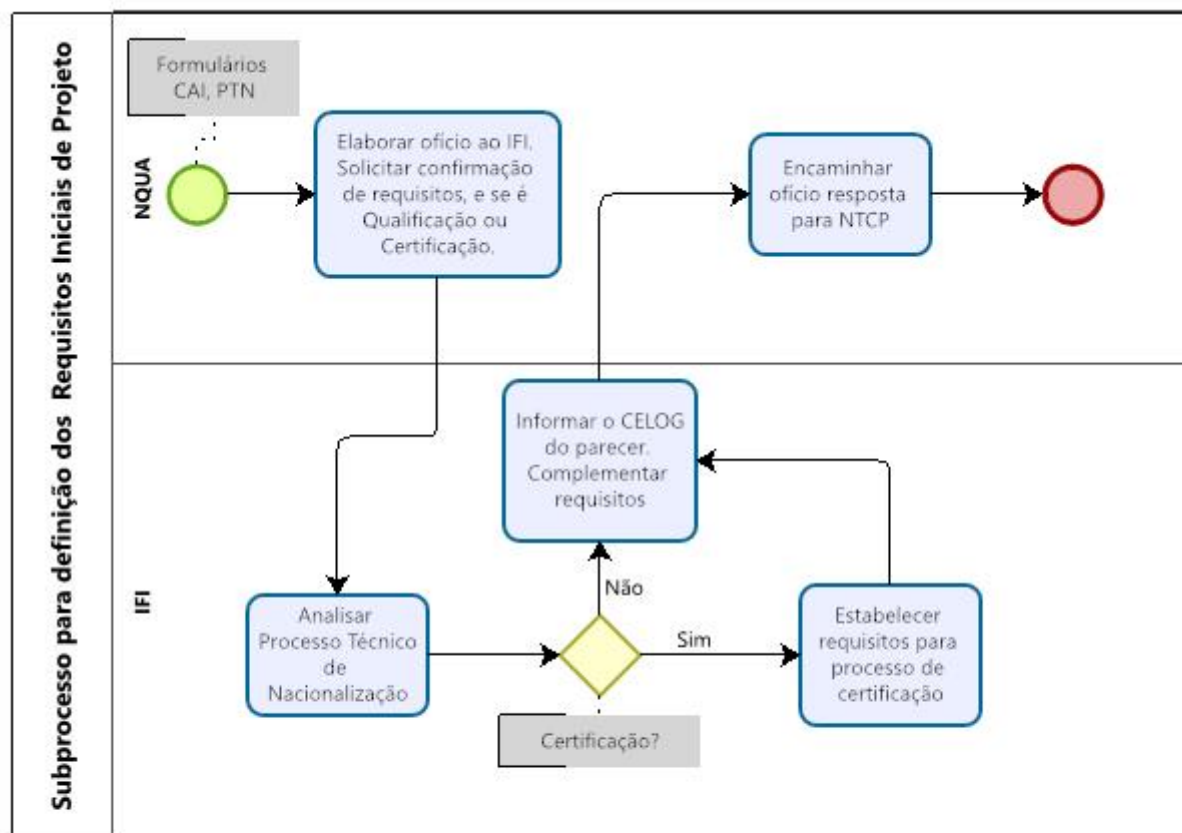 Subprocesso para definição dos Requisitos Iniciais de Projeto
NQUA
Formulários
CAI, PTN
Elaborar ofício ao IFI.
Solicitar confirmação
de requisitos, e se é
Qualificação ou
Certificação.
Encaminhar
ofício resposta
para NTCP
IFI
Informar o CELOG
do parecer.
Complementar
requisitos
Analisar
Processo Técnico
de
Nacionalização
Não
Sim
Certificação?
Estabelecer
requisitos para
processo de
certificação